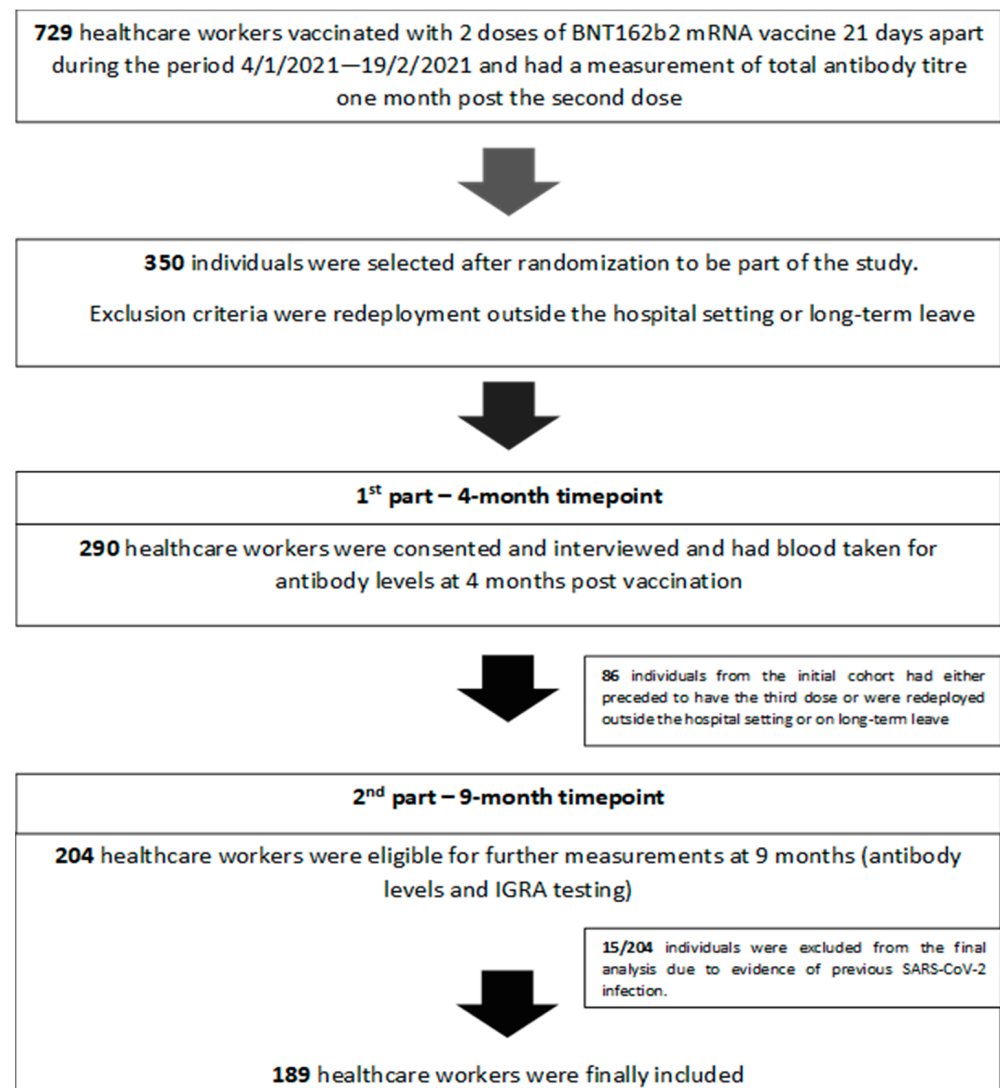 729 healthcare workers vaccinated with 2 doses of BNT162b2 mRNA vaccine 21 days apart
during the period 4/1/2021—19/2/2021 and had a measurement of total antibody titre
one month post the second dose
350 individuals were selected after randomization to be part of the study.
Exclusion criteria were redeployment outside the hospital setting or long-term leave
1st part – 4-month timepoint
290 healthcare workers were consented and interviewed and had blood taken for
antibody levels at 4 months post vaccination
86 individuals from the initial cohort had either
preceded to have the third dose or were redeployed
outside the hospital setting or on long-term leave
2nd part – 9-month timepoint
204 healthcare workers were eligible for further measurements at 9 months (antibody
levels and IGRA testing)
15/204 individuals were excluded from the final
analysis due to evidence of previous SARS-CoV-2
infection.
189 healthcare workers were finally included